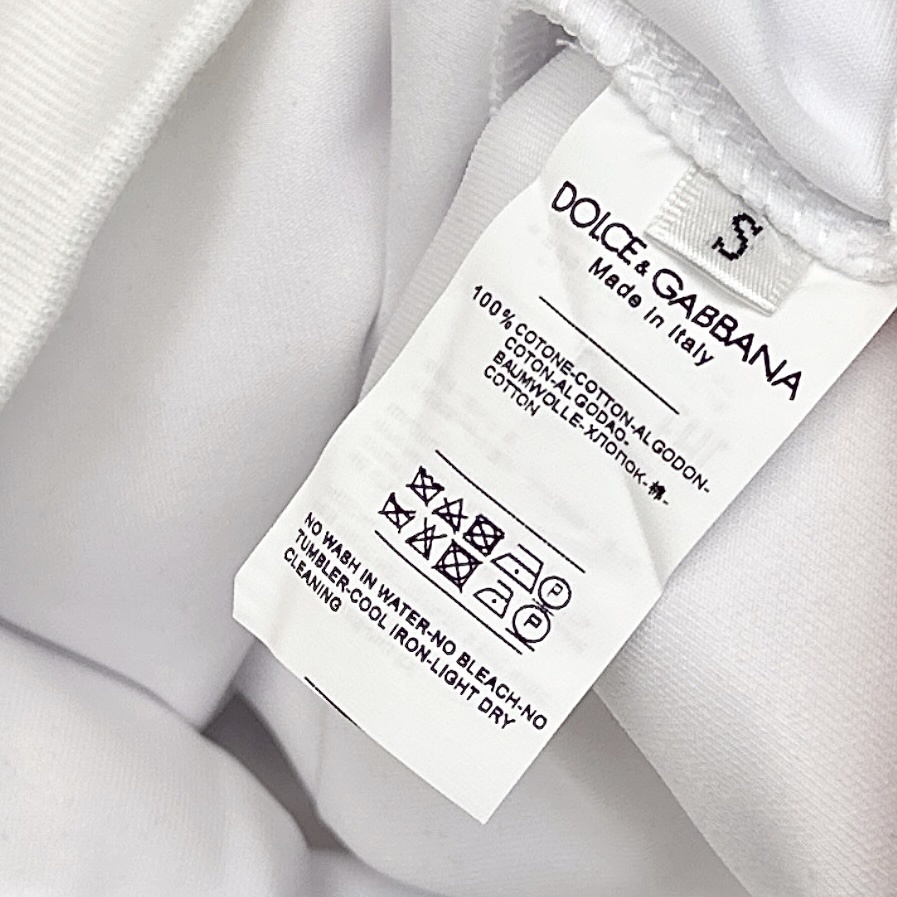 S
DOLCE & GABBANA
Made in Italy
100% COTONE-COTTON-ALGODON-
COTON-ALGODAO-
BAUMWOLLE-ХЛОПОК-棉-
COTTON
P
P
NO WASH IN WATER-NO BLEACH-NO
TUMBLER-COOL IRON-LIGHT DRY
CLEANING